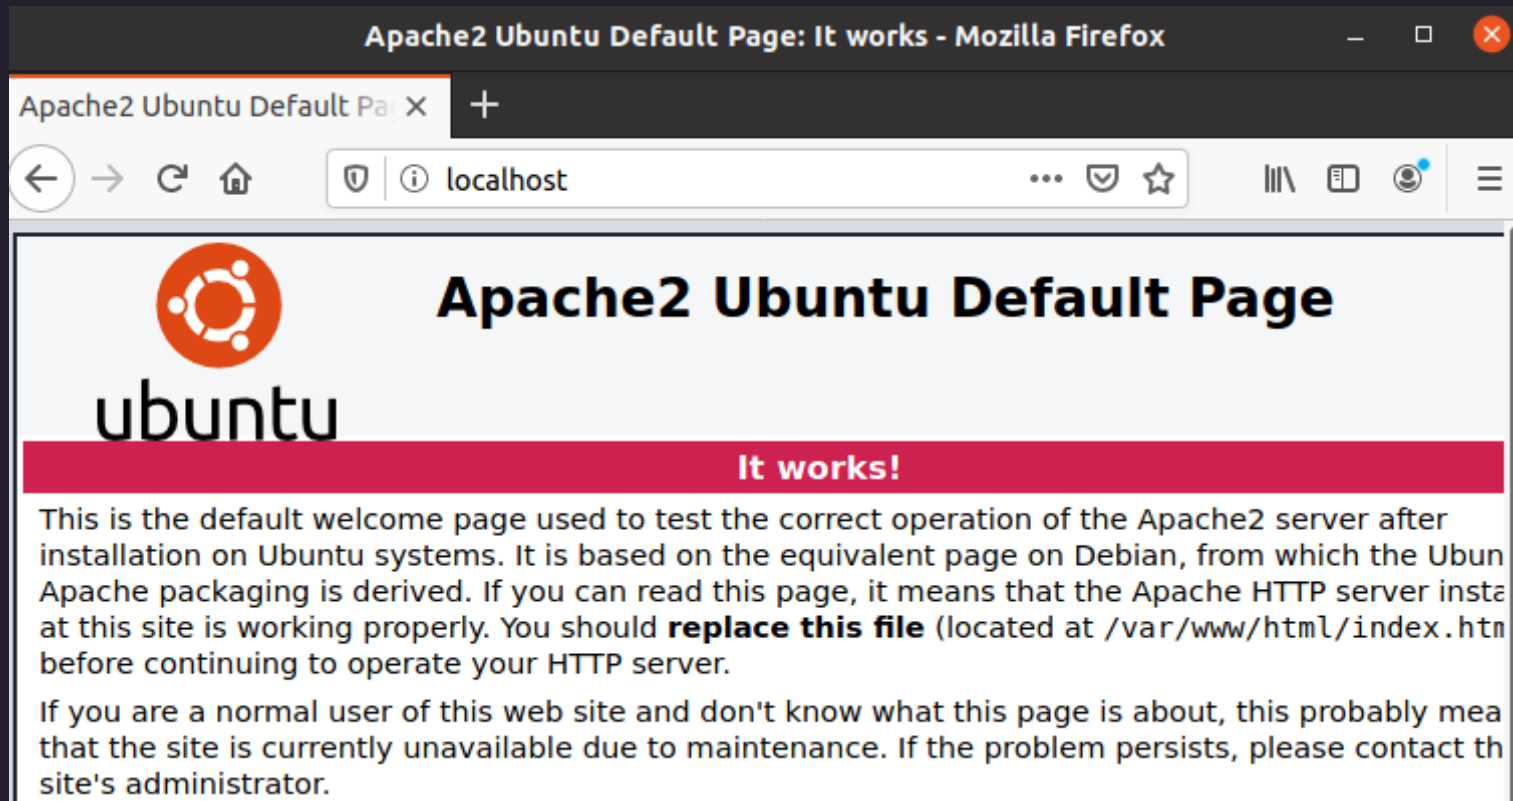 Apache2 Ubuntu Default Page: It works - Mozilla Firefox
Apache2 Ubuntu Default Pa
localhost
ubuntu
Apache2 Ubuntu Default Page
It works!
This is the default welcome page used to test the correct operation of the Apache2 server after
installation on Ubuntu systems. It is based on the equivalent page on Debian, from which the Ubun
Apache packaging is derived. If you can read this page, it means that the Apache HTTP server insta
at this site is working properly. You should replace this file (located at /var/www/html/index.htm
before continuing to operate your HTTP server.
If you are a normal user of this web site and don't know what this page is about, this probably mea
that the site is currently unavailable due to maintenance. If the problem persists, please contact th
site's administrator.